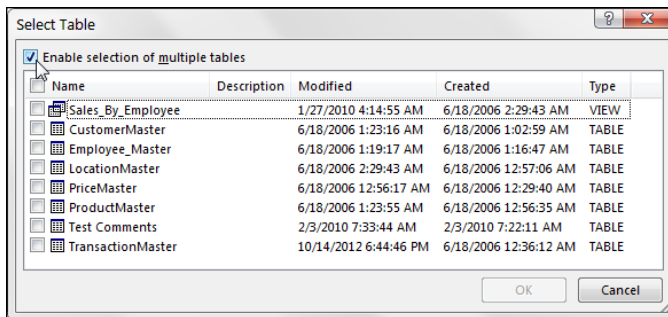 Select Table
Enable selection of multiple tables
Name Description Modified Created Type
Sales_By_Employee 1/27/2010 4:14:55 AM 6/18/2006 2:29:43 AM VIEW
CustomerMaster 6/18/2006 1:23:16 AM 6/18/2006 1:02:59 AM TABLE
Employee_Master 6/18/2006 1:19:17 AM 6/18/2006 1:16:47 AM TABLE
LocationMaster 6/18/2006 2:29:43 AM 6/18/2006 12:57:06 AM TABLE
PriceMaster 6/18/2006 12:56:17 AM 6/18/2006 12:29:40 AM TABLE
ProductMaster 6/18/2006 1:23:55 AM 6/18/2006 12:56:35 AM TABLE
Test Comments 2/3/2010 7:33:44 AM 2/3/2010 7:22:11 AM TABLE
TransactionMaster 10/14/2012 6:44:46 PM 6/18/2006 12:36:12 AM TABLE
OK Cancel